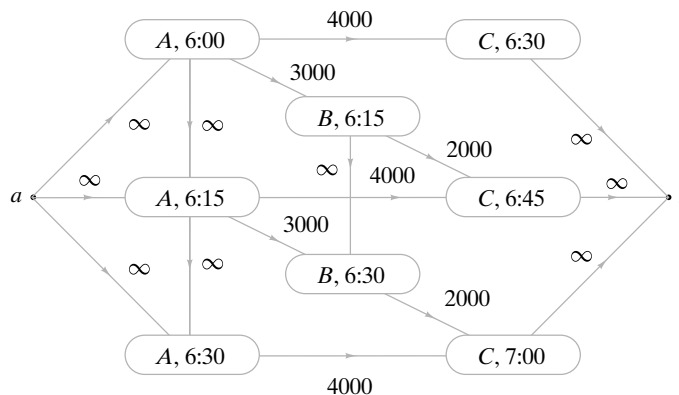 4000
A, 6:00 C, 6:30
3000
B, 6:15
∞ ∞ ∞
2000
∞ ∞ 4000 ∞
a A, 6:15 C, 6:45
3000
∞ ∞ ∞
B, 6:30
2000
A, 6:30 C, 7:00
4000